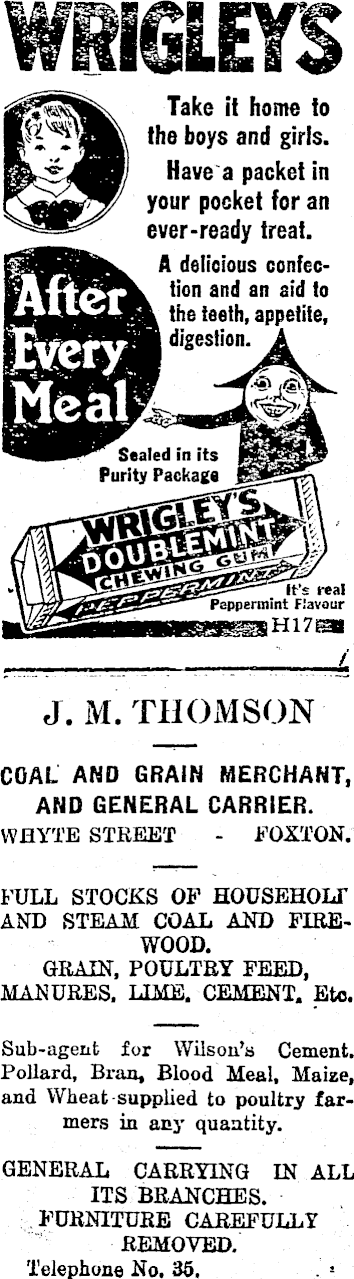 WRIGLEY'S
Take it home to
the boys and girls.
Have a packet in
your pocket for an
ever-ready treat.
A delicious confec-
tion and an aid to
the teeth, appetite,
digestion.
After
Every
Meal
Sealed in its
Purity Package
WRIGLEY'S
DOUBLEMINT
CHEWING GUM
PEPPERMINT
It's real
Peppermint Flavour
H17
J. M. THOMSON
COAL AND GRAIN MERCHANT,
AND GENERAL CARRIER.
WHYTE STREET - FOXTON.
FULL STOCKS OF HOUSEHOLD
AND STEAM COAL AND FIRE-
WOOD.
GRAIN, POULTRY FEED,
MANURES, LIME, CEMENT, Etc.
Sub-agent for Wilson's Cement.
Pollard, Bran, Blood Meal, Maize,
and Wheat supplied to poultry far-
mers in any quantity.
GENERAL CARRYING IN ALL
ITS BRANCHES.
FURNITURE CAREFULLY
REMOVED.
Telephone No. 35.